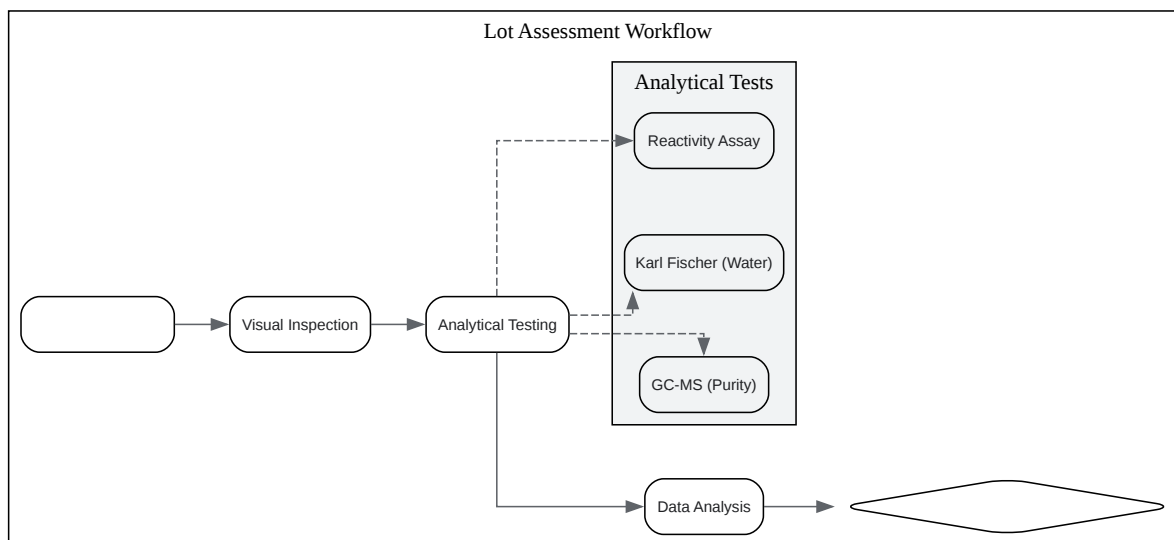 Lot Assessment Workflow
Analytical Tests
Reactivity Assay
Karl Fischer (Water)
Visual Inspection
Analytical Testing
GC-MS (Purity)
Data Analysis